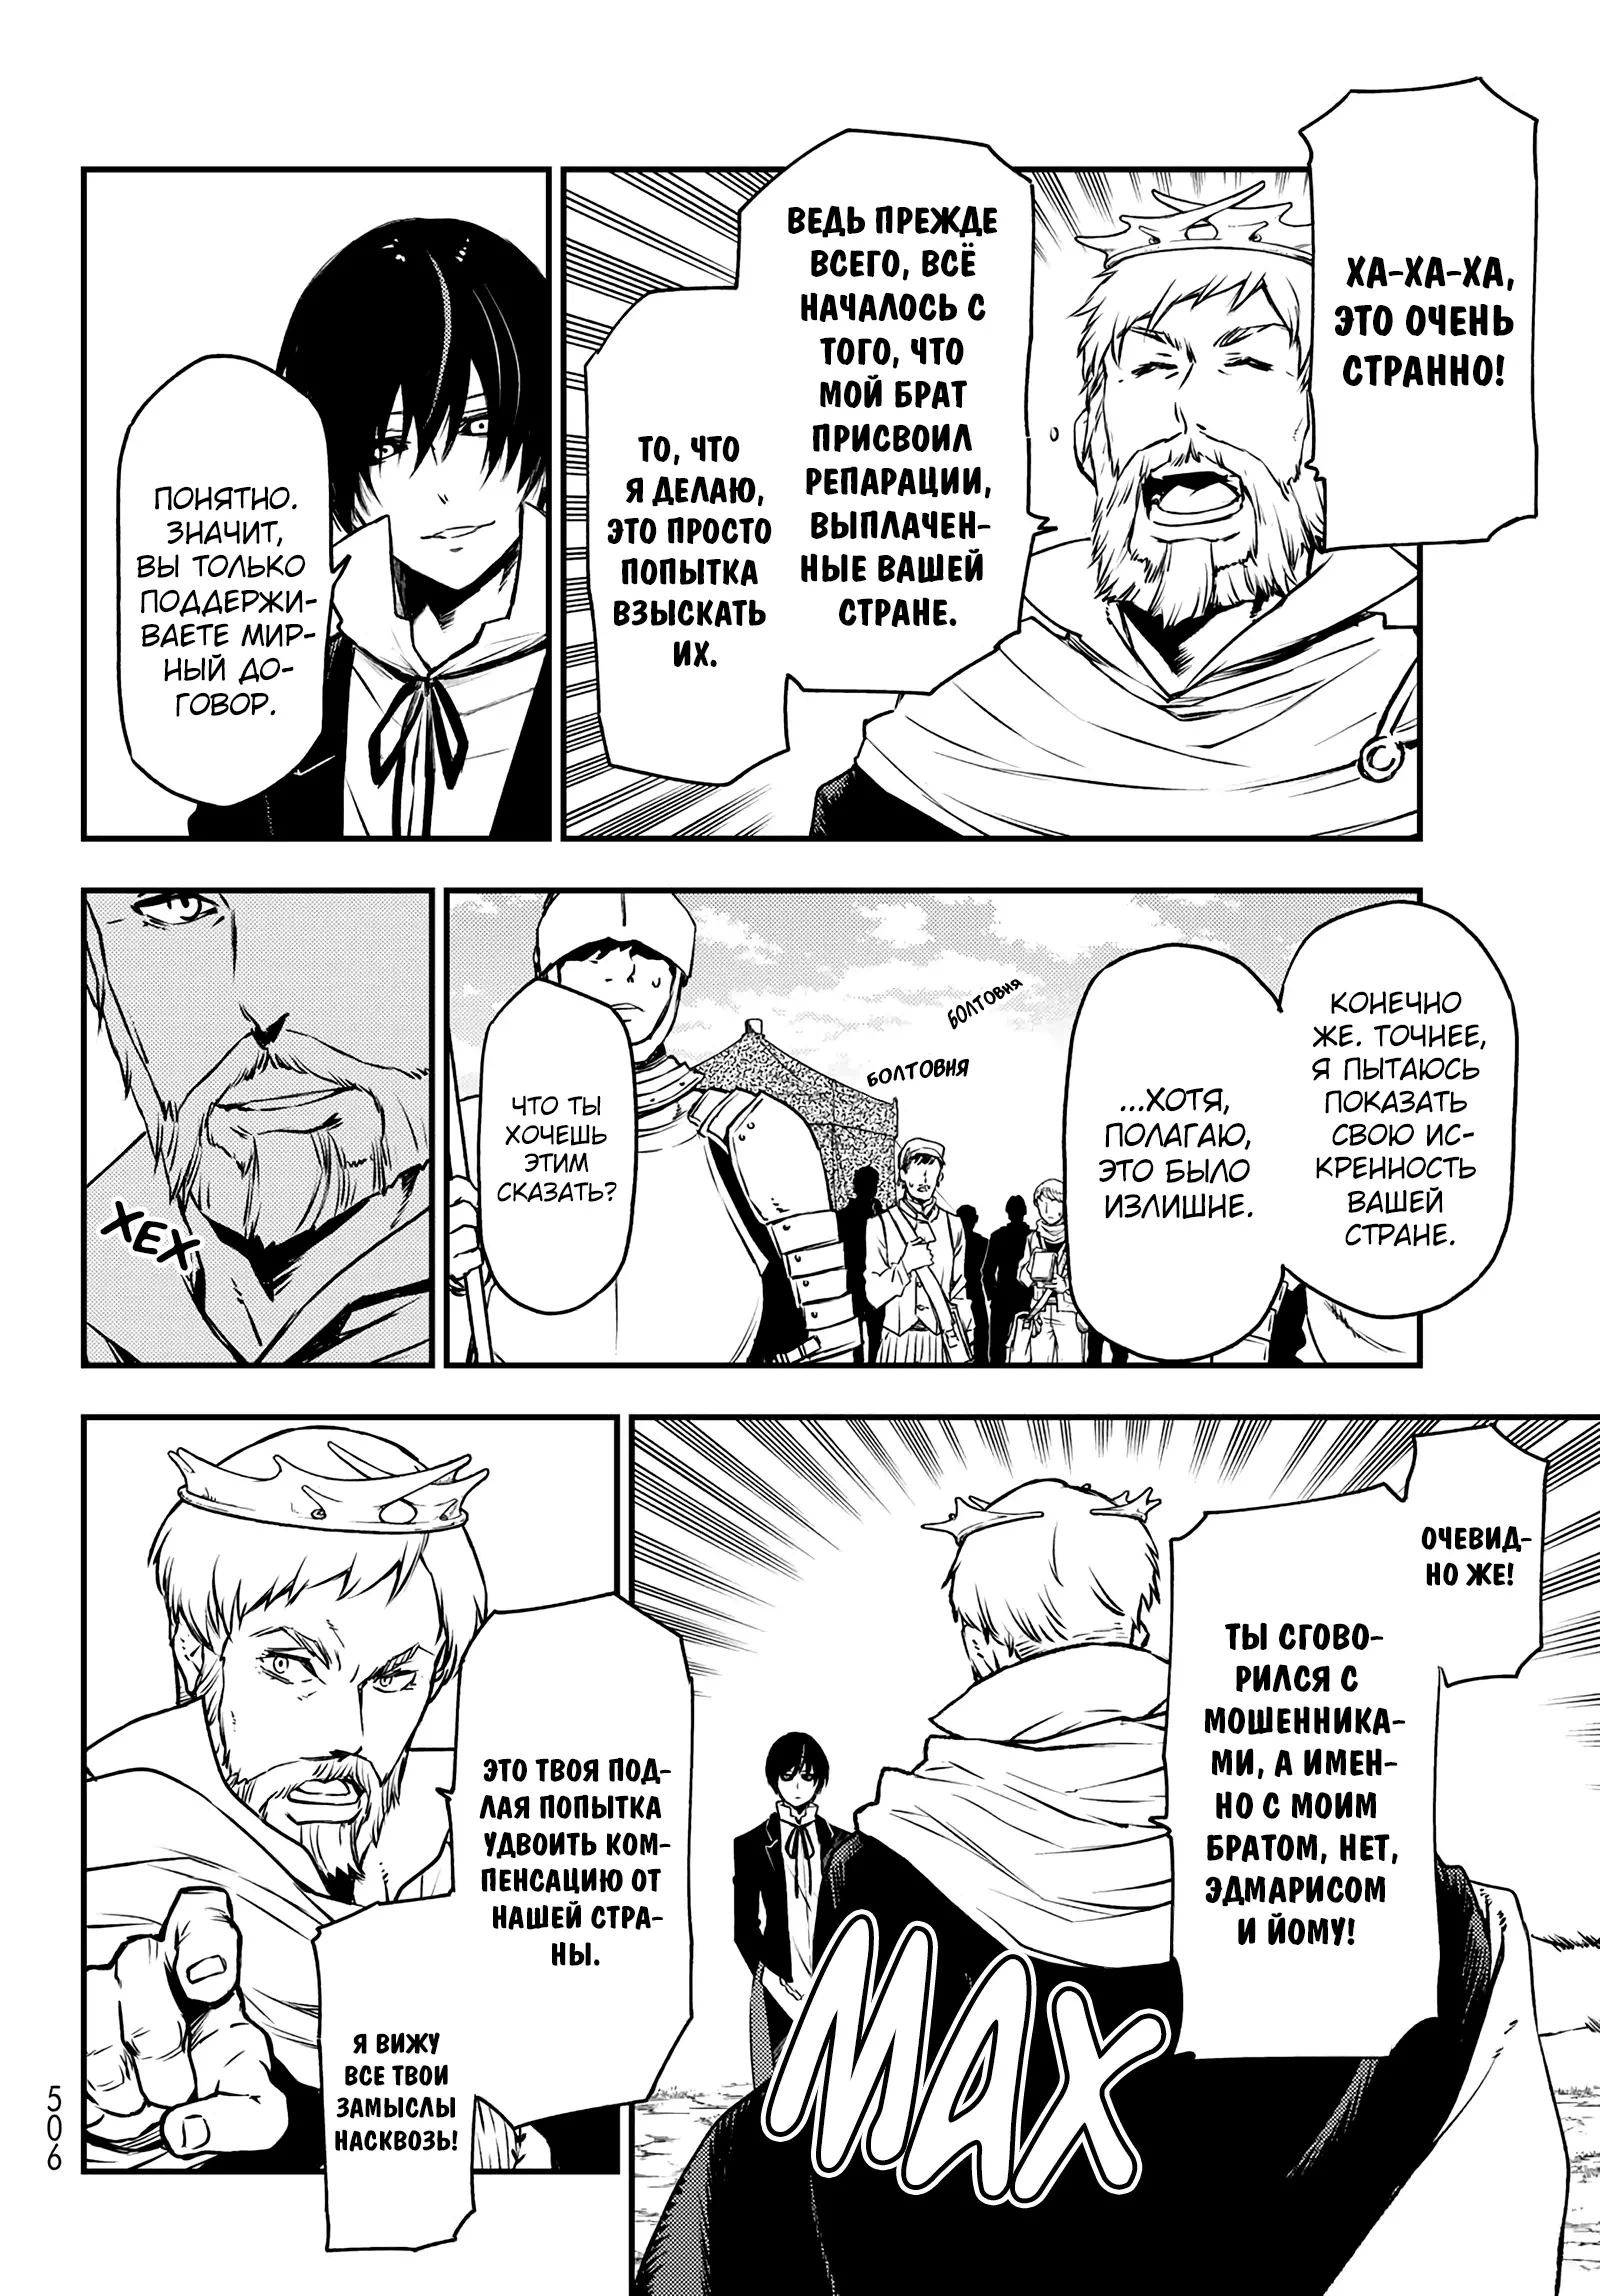 ХА-ХА-ХА,
ЭТО ОЧЕНЬ
СТРАННО!
ВЕДЬ ПРЕЖДЕ
ВСЕГО, ВСЁ
НАЧАЛОСЬ С
ТОГО, ЧТО
МОЙ БРАТ
ПРИСВОИЛ
РЕПАРАЦИИ,
ВЫПЛАЧЕН-
НЫЕ ВАШЕЙ
СТРАНЕ.
ТО, ЧТО
Я ДЕЛАЮ,
ЭТО ПРОСТО
ПОПЫТКА
ВЗЫСКАТЬ
ИХ.
ПОНЯТНО.
ЗНАЧИТ,
ВЫ ТОЛЬКО
ПОДДЕРЖИ-
ВАЕТЕ МИР-
НЫЙ ДО-
ГОВОР.
КОНЕЧНО
ЖЕ. ТОЧНЕЕ,
Я ПЫТАЮСЬ
ПОКАЗАТЬ
СВОЮ ИС-
КРЕННОСТЬ
ВАШЕЙ
СТРАНЕ.
...ХОТЯ,
ПОЛАГАЮ,
ЭТО БЫЛО
ИЗЛИШНЕ.
БОЛТОВНЯ
БОЛТОВНЯ
ЧТО ТЫ
ХОЧЕШЬ
ЭТИМ
СКАЗАТЬ?
ХЕХ
ОЧЕВИД-
НО ЖЕ!
ТЫ СГОВО-
РИЛСЯ С
МОШЕННИКА-
МИ, А ИМЕН-
НО С МОИМ
БРАТОМ, НЕТ,
ЭДМАРИСОМ
И ЙОМУ!
МАХ
ЭТО ТВОЯ ПОД-
ЛАЯ ПОПЫТКА
УДВОИТЬ КОМ-
ПЕНСАЦИЮ ОТ
НАШЕЙ СТРА-
НЫ.
Я ВИЖУ
ВСЕ ТВОИ
ЗАМЫСЛЫ
НАСКВОЗЬ!
506